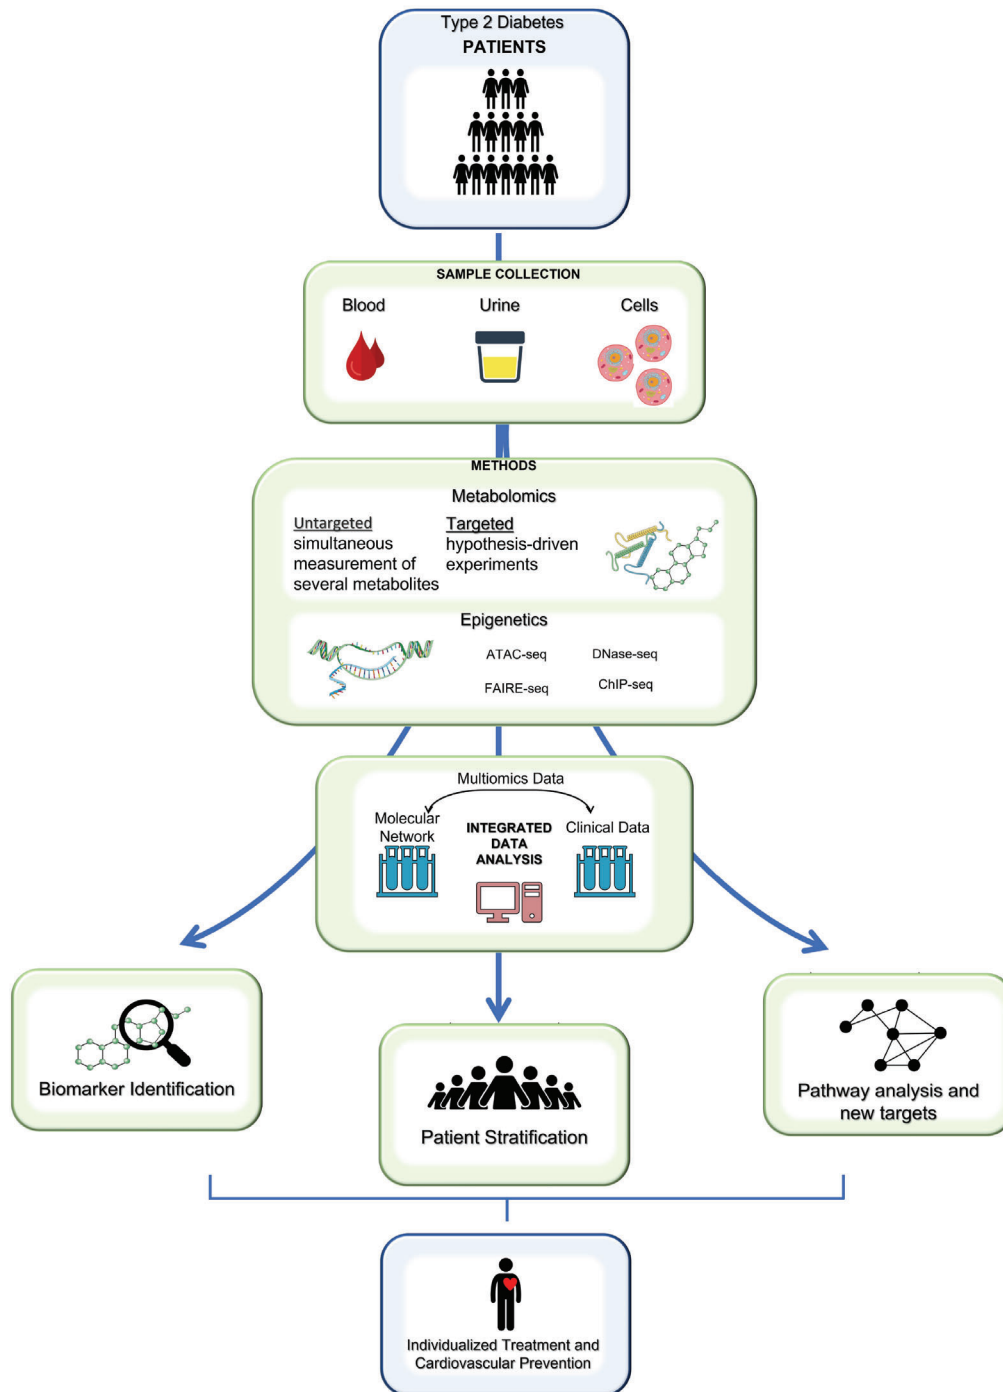 Type 2 Diabetes
PATIENTS
SAMPLE COLLECTION
Blood
Urine
Cells
METHODS
Metabolomics
Untargeted
simultaneous
measurement of
several metabolites
Targeted
hypothesis-driven
experiments
Epigenetics
ATAC-seq
DNase-seq
FAIRE-seq
ChIP-seq
Multiomics Data
Molecular
Network
INTEGRATED
DATA
ANALYSIS
Clinical Data
Biomarker Identification
Patient Stratification
Pathway analysis and
new targets
Individualized Treatment and
Cardiovascular Prevention